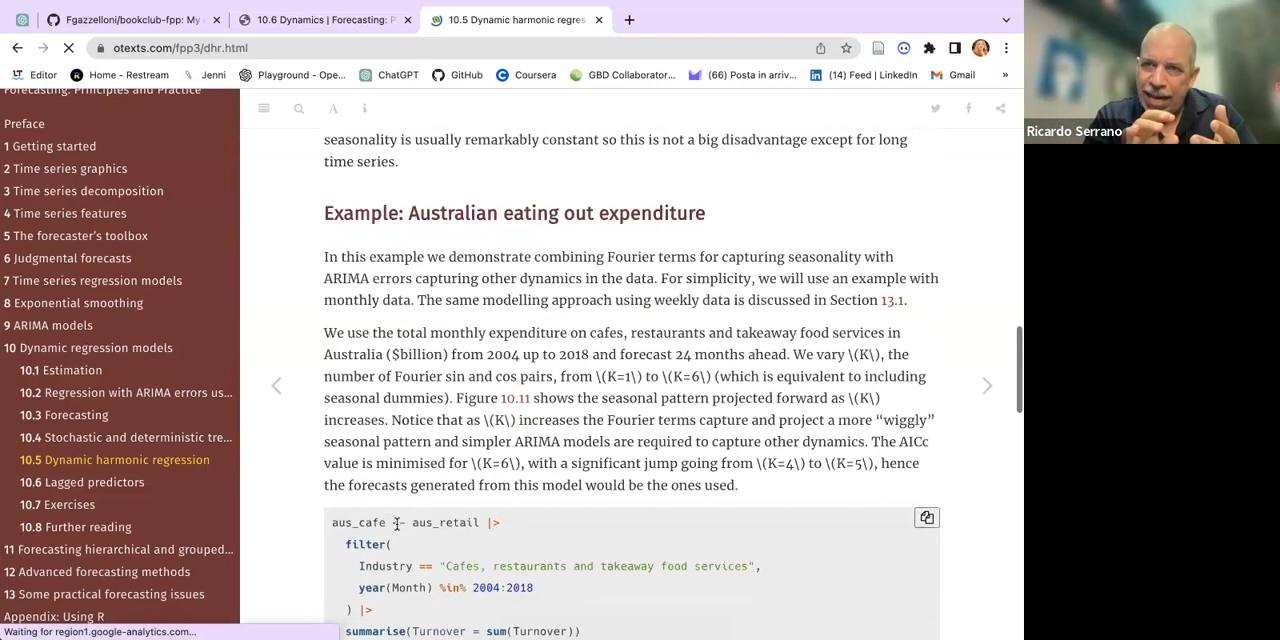 Fgazzelloni/bookclub-fpp: My
10.6 Dynamics | Forecasting: P
10.5 Dynamic harmonic regres
otexts.com/fpp3/dhr.html
Editor
Home - Restream
Jenni
Playground - Ope...
ChatGPT
GitHub
Coursera
GBD Collaborator...
(66) Posta in arriv...
(14) Feed | LinkedIn
Gmail
»
Forecasting: Principles and Practice
Preface
1 Getting started
2 Time series graphics
3 Time series decomposition
4 Time series features
5 The forecaster's toolbox
6 Judgmental forecasts
7 Time series regression models
8 Exponential smoothing
9 ARIMA models
10 Dynamic regression models
10.1 Estimation
10.2 Regression with ARIMA errors us...
10.3 Forecasting
10.4 Stochastic and deterministic tre...
10.5 Dynamic harmonic regression
10.6 Lagged predictors
10.7 Exercises
10.8 Further reading
11 Forecasting hierarchical and grouped...
12 Advanced forecasting methods
13 Some practical forecasting issues
Appendix: Using R
Waiting for region1.google-analytics.com...
seasonality is usually remarkably constant so this is not a big disadvantage except for long
time series.
Example: Australian eating out expenditure
In this example we demonstrate combining Fourier terms for capturing seasonality with
ARIMA errors capturing other dynamics in the data. For simplicity, we will use an example with
monthly data. The same modelling approach using weekly data is discussed in Section 13.1.
We use the total monthly expenditure on cafes, restaurants and takeaway food services in
Australia ($billion) from 2004 up to 2018 and forecast 24 months ahead. We vary \(K\), the
number of Fourier sin and cos pairs, from \(K=1\) to \(K=6\) (which is equivalent to including
seasonal dummies). Figure 10.11 shows the seasonal pattern projected forward as \(K\)
increases. Notice that as \(K\) increases the Fourier terms capture and project a more “wiggly”
seasonal pattern and simpler ARIMA models are required to capture other dynamics. The AICc
value is minimised for \(K=6\), with a significant jump going from \(K=4\) to \(K=5\), hence
the forecasts generated from this model would be the ones used.
aus_cafe <- aus_retail |>
filter(
Industry == "Cafes, restaurants and takeaway food services",
year(Month) %in% 2004:2018
) |>
summarise(Turnover = sum(Turnover))
Ricardo Serrano